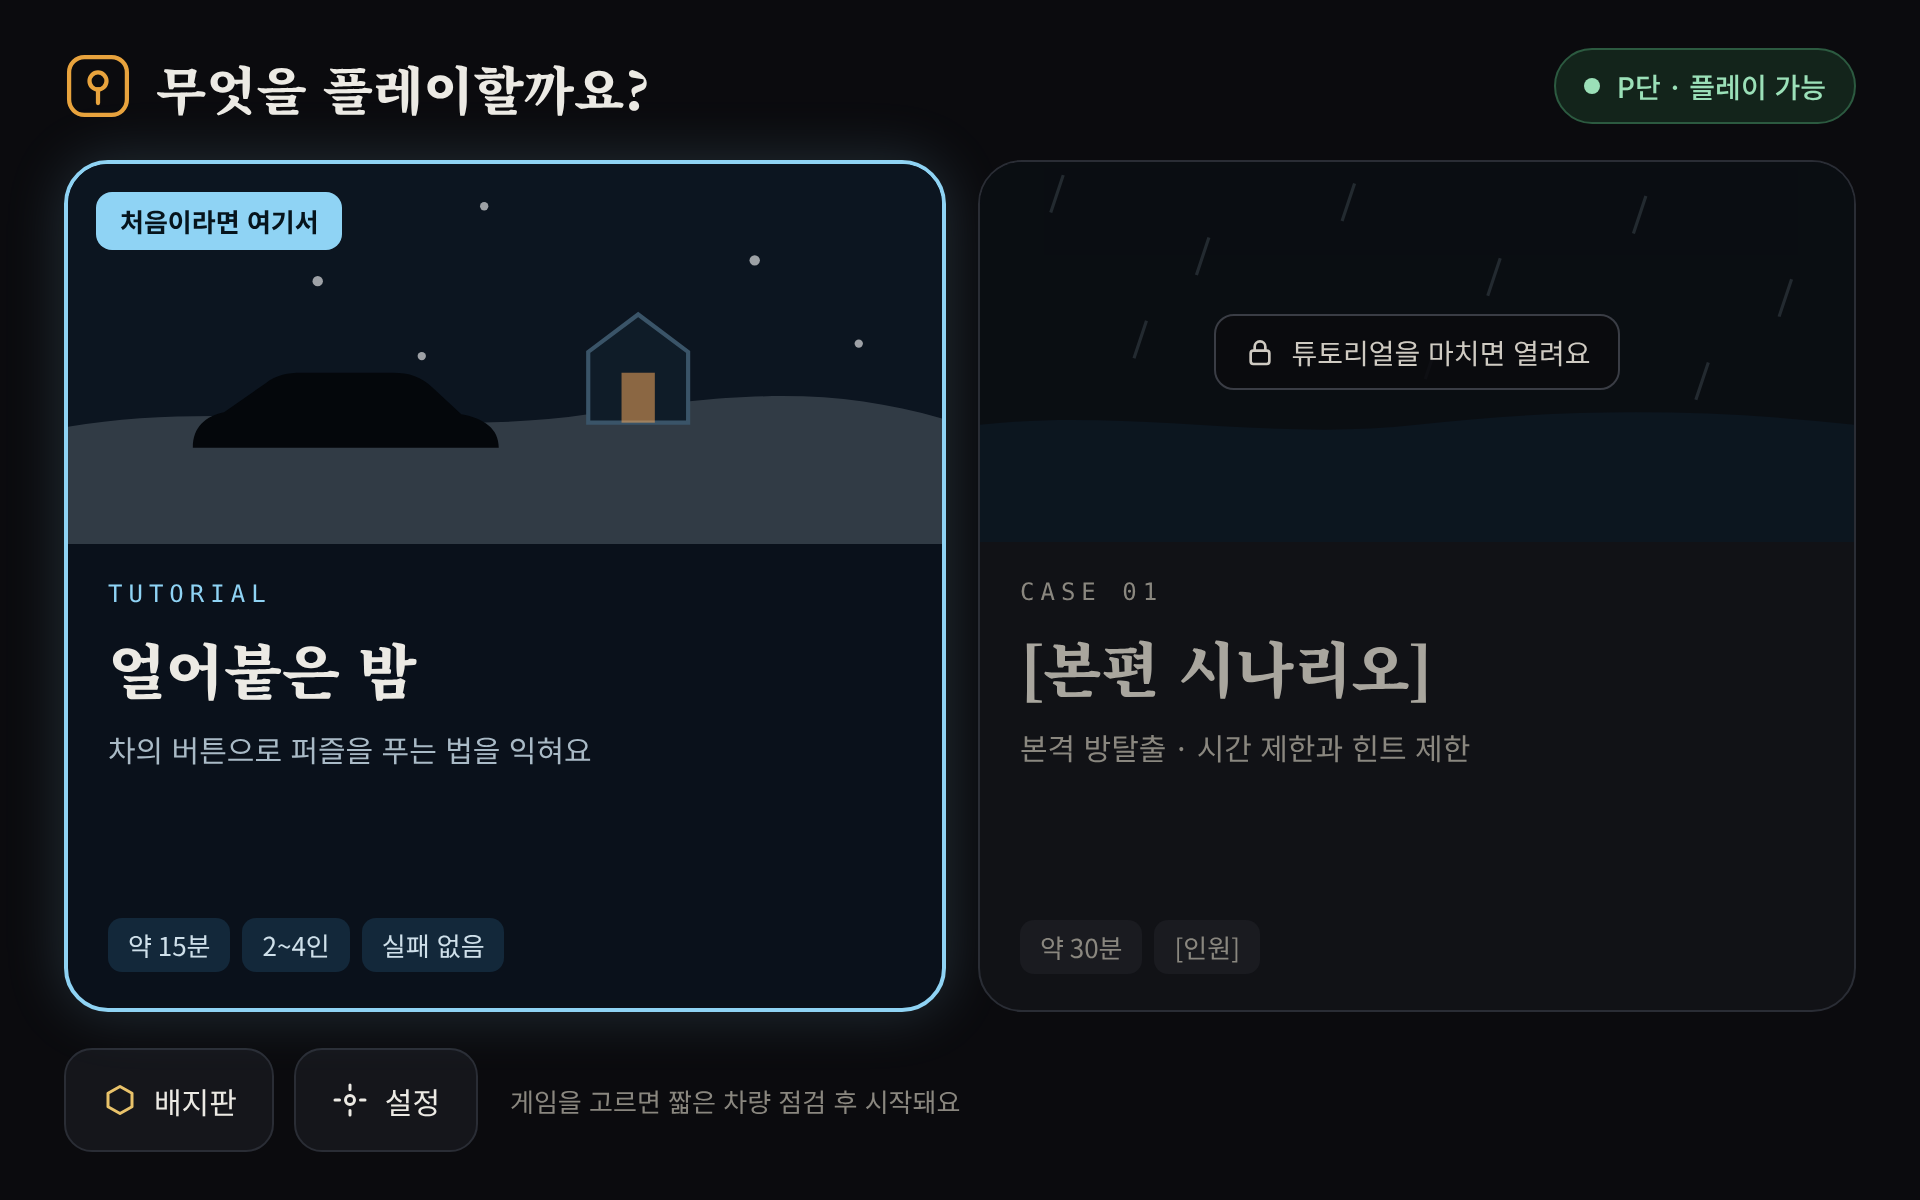 무엇을 플레이할까요?
P단 · 플레이 가능
처음이라면 여기서
TUTORIAL
얼어붙은 밤
차의 버튼으로 퍼즐을 푸는 법을 익혀요
약 15분
2~4인
실패 없음
튜토리얼을 마치면 열려요
CASE 01
[본편 시나리오]
본격 방탈출 · 시간 제한과 힌트 제한
약 30분
[인원]
배지판
설정
게임을 고르면 짧은 차량 점검 후 시작돼요